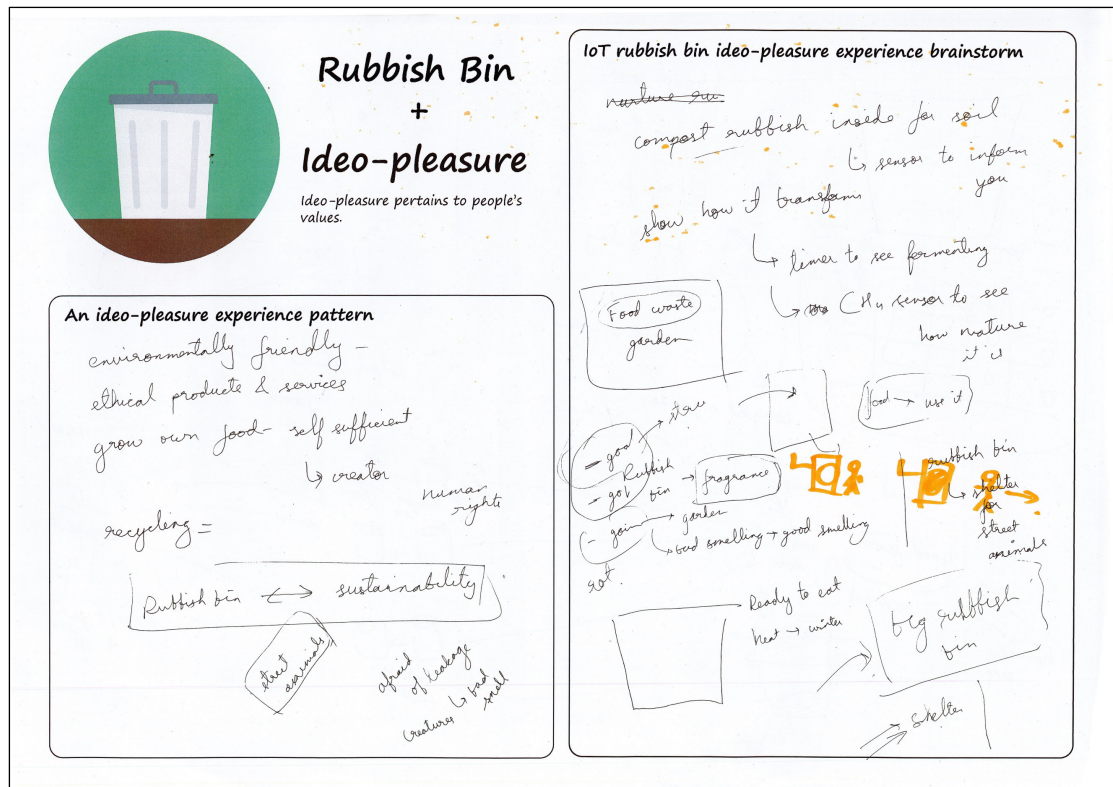 Rubbish Bin
+
Ideo-pleasure
Ideo-pleasure pertains to people's
values.
An ideo-pleasure experience pattern
environmentally friendly -
ethical products & services
grow own food - self sufficient
↳ creator
human
rights
recycling =
Rubbish bin ↔ sustainability
street
animals
afraid
of leakage
↳ bad
smell
creatures
IoT rubbish bin ideo-pleasure experience brainstorm
compost rubbish inside for soil
↳ sensor to inform
you
show how it transforms
↳ timer to see fermenting
↳ CH4 sensor to see
how mature
it is
Food waste
garden
- good → store
Rubbish
bin → fragrance
food → use it
→ garden
↳ bad smelling → good smelling
rot.
rubbish bin
↳ shelter
for
street
animals
Ready to eat
heat → winter
big rubbish
bin
→ shelter